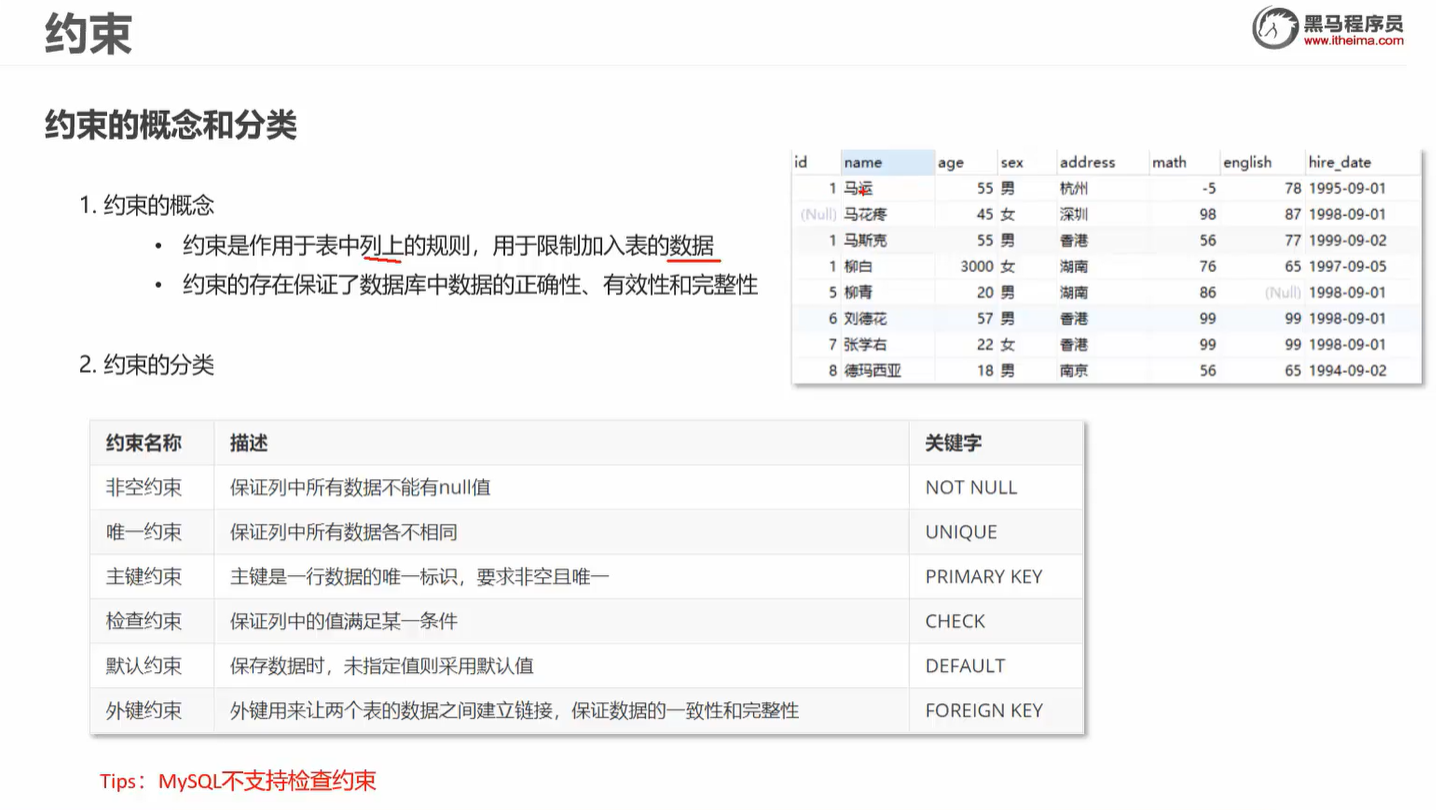 约束
黑马程序员
www.itheima.com
约束的概念和分类
1. 约束的概念
• 约束是作用于表中列上的规则，用于限制加入表的数据
• 约束的存在保证了数据库中数据的正确性、有效性和完整性
2. 约束的分类
id name age sex address math english hire_date
1 马运 55 男 杭州 -5 78 1995-09-01
(Null) 马花疼 45 女 深圳 98 87 1998-09-01
1 马斯克 55 男 香港 56 77 1999-09-02
1 柳白 3000 女 湖南 76 65 1997-09-05
5 柳青 20 男 湖南 86 (Null) 1998-09-01
6 刘德花 57 男 香港 99 99 1998-09-01
7 张学右 22 女 香港 99 99 1998-09-01
8 德玛西亚 18 男 南京 56 65 1994-09-02
约束名称 描述 关键字
非空约束 保证列中所有数据不能有null值 NOT NULL
唯一约束 保证列中所有数据各不相同 UNIQUE
主键约束 主键是一行数据的唯一标识，要求非空且唯一 PRIMARY KEY
检查约束 保证列中的值满足某一条件 CHECK
默认约束 保存数据时，未指定值则采用默认值 DEFAULT
外键约束 外键用来让两个表的数据之间建立链接，保证数据的一致性和完整性 FOREIGN KEY
Tips：MySQL不支持检查约束